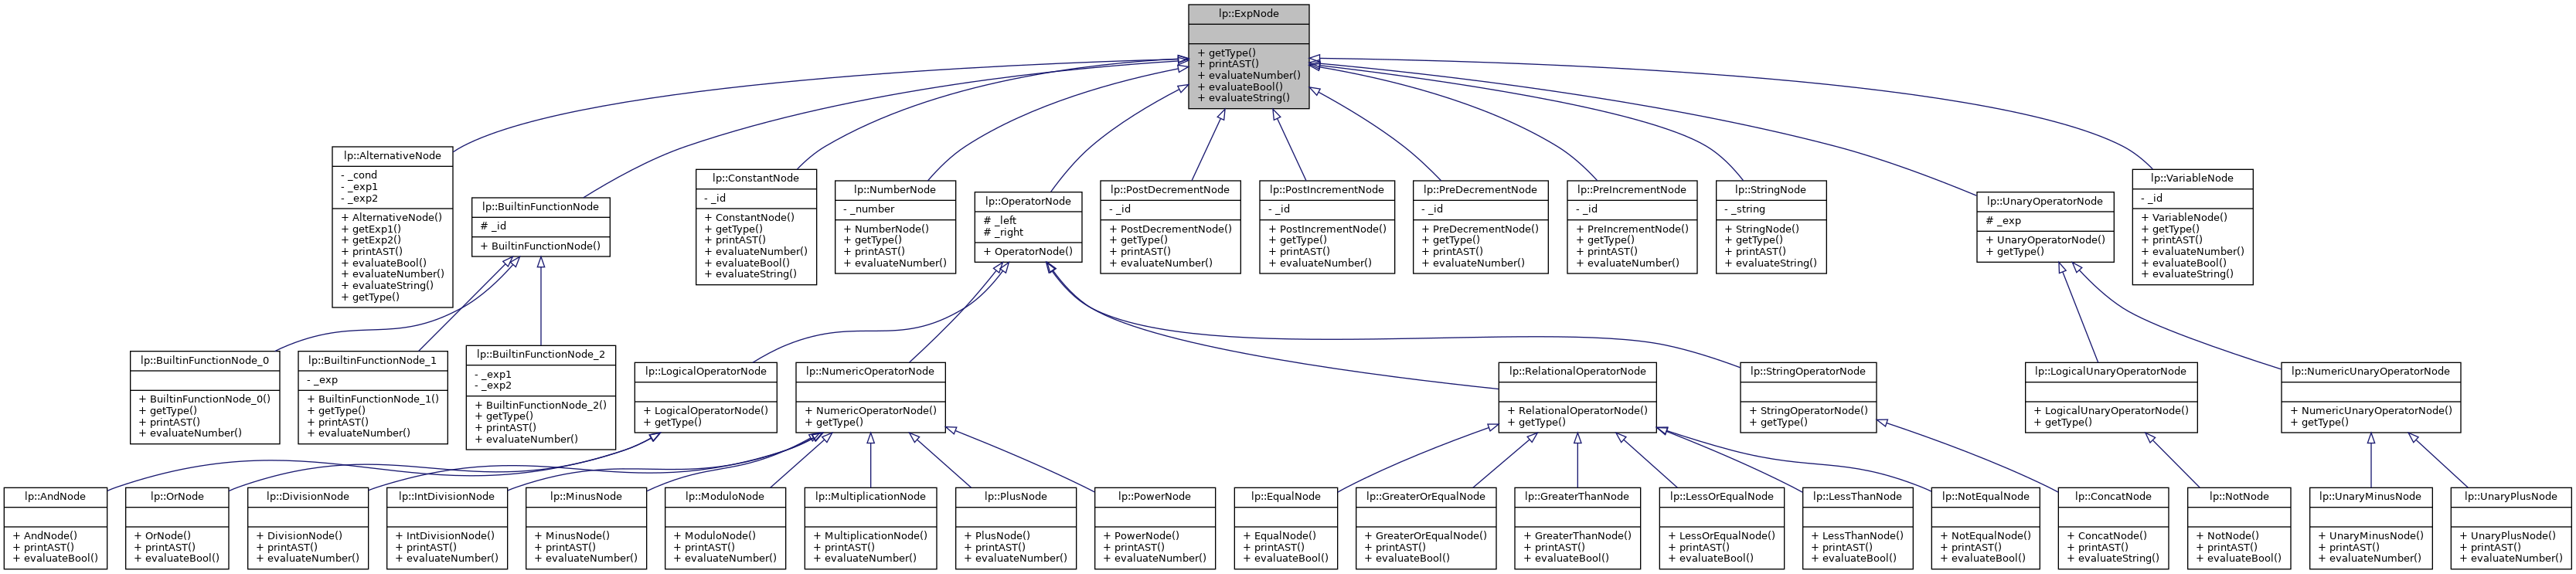 lp::ExpNode
+ getType()
+ printAST()
+ evaluateNumber()
+ evaluateBool()
+ evaluateString()
lp::AlternativeNode
- _cond
- _exp1
- _exp2
+ AlternativeNode()
+ getExp1()
+ getExp2()
+ printAST()
+ evaluateBool()
+ evaluateNumber()
+ evaluateString()
+ getType()
lp::BuiltinFunctionNode
# _id
+ BuiltinFunctionNode()
lp::ConstantNode
- _id
+ ConstantNode()
+ getType()
+ printAST()
+ evaluateNumber()
+ evaluateBool()
+ evaluateString()
lp::NumberNode
- _number
+ NumberNode()
+ getType()
+ printAST()
+ evaluateNumber()
lp::OperatorNode
# _left
# _right
+ OperatorNode()
lp::PostDecrementNode
- _id
+ PostDecrementNode()
+ getType()
+ printAST()
+ evaluateNumber()
lp::PostIncrementNode
- _id
+ PostIncrementNode()
+ getType()
+ printAST()
+ evaluateNumber()
lp::PreDecrementNode
- _id
+ PreDecrementNode()
+ getType()
+ printAST()
+ evaluateNumber()
lp::PreIncrementNode
- _id
+ PreIncrementNode()
+ getType()
+ printAST()
+ evaluateNumber()
lp::StringNode
- _string
+ StringNode()
+ getType()
+ printAST()
+ evaluateString()
lp::UnaryOperatorNode
# _exp
+ UnaryOperatorNode()
+ getType()
lp::VariableNode
- _id
+ VariableNode()
+ getType()
+ printAST()
+ evaluateNumber()
+ evaluateBool()
+ evaluateString()
lp::BuiltinFunctionNode_0
+ BuiltinFunctionNode_0()
+ getType()
+ printAST()
+ evaluateNumber()
lp::BuiltinFunctionNode_1
- _exp
+ BuiltinFunctionNode_1()
+ getType()
+ printAST()
+ evaluateNumber()
lp::BuiltinFunctionNode_2
- _exp1
- _exp2
+ BuiltinFunctionNode_2()
+ getType()
+ printAST()
+ evaluateNumber()
lp::LogicalOperatorNode
+ LogicalOperatorNode()
+ getType()
lp::NumericOperatorNode
+ NumericOperatorNode()
+ getType()
lp::RelationalOperatorNode
+ RelationalOperatorNode()
+ getType()
lp::StringOperatorNode
+ StringOperatorNode()
+ getType()
lp::LogicalUnaryOperatorNode
+ LogicalUnaryOperatorNode()
+ getType()
lp::NumericUnaryOperatorNode
+ NumericUnaryOperatorNode()
+ getType()
lp::AndNode
+ AndNode()
+ printAST()
+ evaluateBool()
lp::OrNode
+ OrNode()
+ printAST()
+ evaluateBool()
lp::DivisionNode
+ DivisionNode()
+ printAST()
+ evaluateNumber()
lp::IntDivisionNode
+ IntDivisionNode()
+ printAST()
+ evaluateNumber()
lp::MinusNode
+ MinusNode()
+ printAST()
+ evaluateNumber()
lp::ModuloNode
+ ModuloNode()
+ printAST()
+ evaluateNumber()
lp::MultiplicationNode
+ MultiplicationNode()
+ printAST()
+ evaluateNumber()
lp::PlusNode
+ PlusNode()
+ printAST()
+ evaluateNumber()
lp::PowerNode
+ PowerNode()
+ printAST()
+ evaluateNumber()
lp::EqualNode
+ EqualNode()
+ printAST()
+ evaluateBool()
lp::GreaterOrEqualNode
+ GreaterOrEqualNode()
+ printAST()
+ evaluateBool()
lp::GreaterThanNode
+ GreaterThanNode()
+ printAST()
+ evaluateBool()
lp::LessOrEqualNode
+ LessOrEqualNode()
+ printAST()
+ evaluateBool()
lp::LessThanNode
+ LessThanNode()
+ printAST()
+ evaluateBool()
lp::NotEqualNode
+ NotEqualNode()
+ printAST()
+ evaluateBool()
lp::ConcatNode
+ ConcatNode()
+ printAST()
+ evaluateString()
lp::NotNode
+ NotNode()
+ printAST()
+ evaluateBool()
lp::UnaryMinusNode
+ UnaryMinusNode()
+ printAST()
+ evaluateNumber()
lp::UnaryPlusNode
+ UnaryPlusNode()
+ printAST()
+ evaluateNumber()